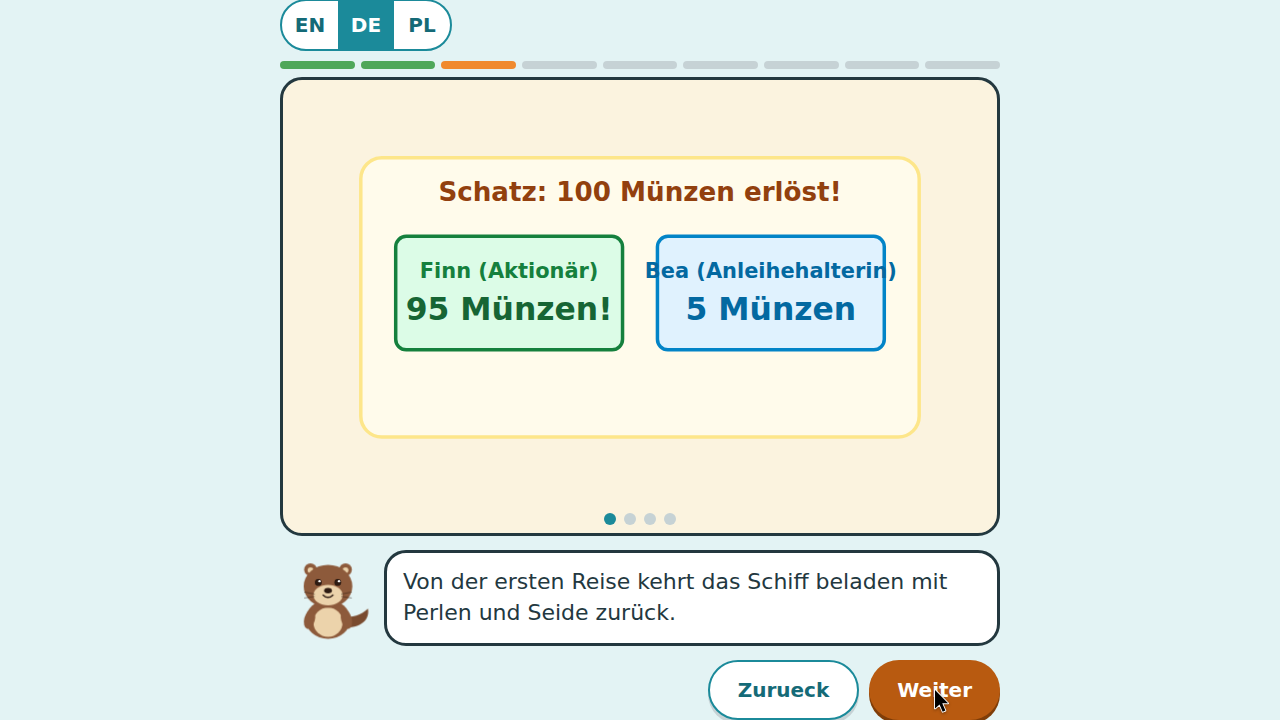 EN DE PL
Schatz: 100 Münzen erlöst!
Finn (Aktionär)
95 Münzen!
Bea (Anleihehalterin)
5 Münzen
Von der ersten Reise kehrt das Schiff beladen mit
Perlen und Seide zurück.
Zurueck
Weiter